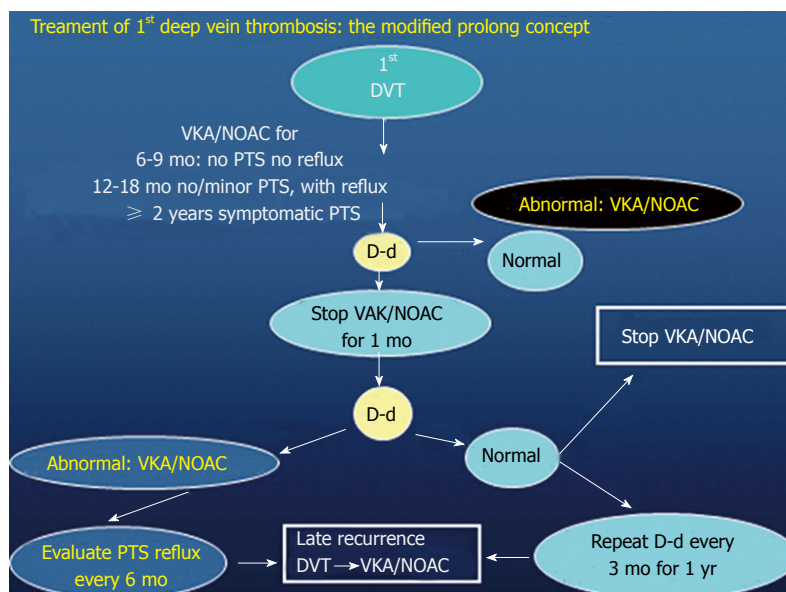 Treament of 1st deep vein thrombosis: the modified prolong concept
1st
DVT
VKA/NOAC for
6-9 mo: no PTS no reflux
12-18 mo no/minor PTS, with reflux
⩾ 2 years symptomatic PTS
Abnormal: VKA/NOAC
D-d
Normal
Stop VAK/NOAC
for 1 mo
Stop VKA/NOAC
D-d
Abnormal: VKA/NOAC
Normal
Evaluate PTS reflux
every 6 mo
Late recurrence
DVT → VKA/NOAC
Repeat D-d every
3 mo for 1 yr